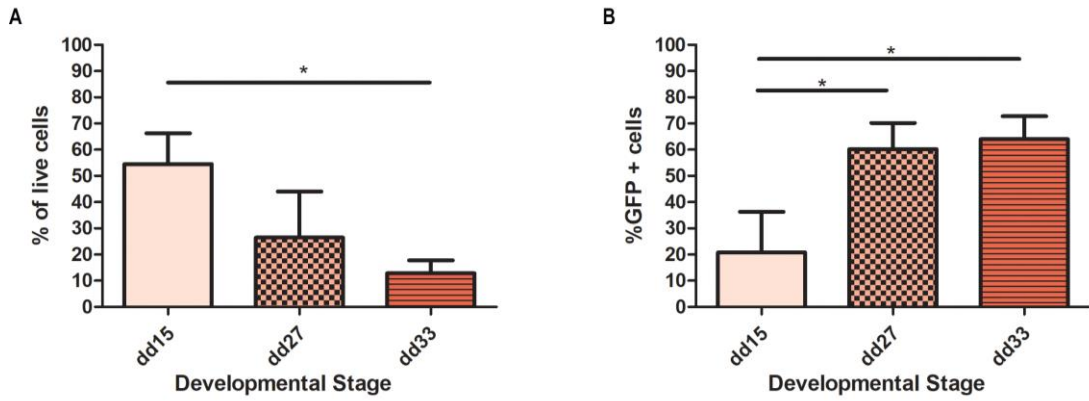 A
% of live cells
100
90
80
70
60
50
40
30
20
10
0
*
dd15
dd27
dd33
Developmental Stage
B
%GFP + cells
100
90
80
70
60
50
40
30
20
10
0
*
*
dd15
dd27
dd33
Developmental Stage